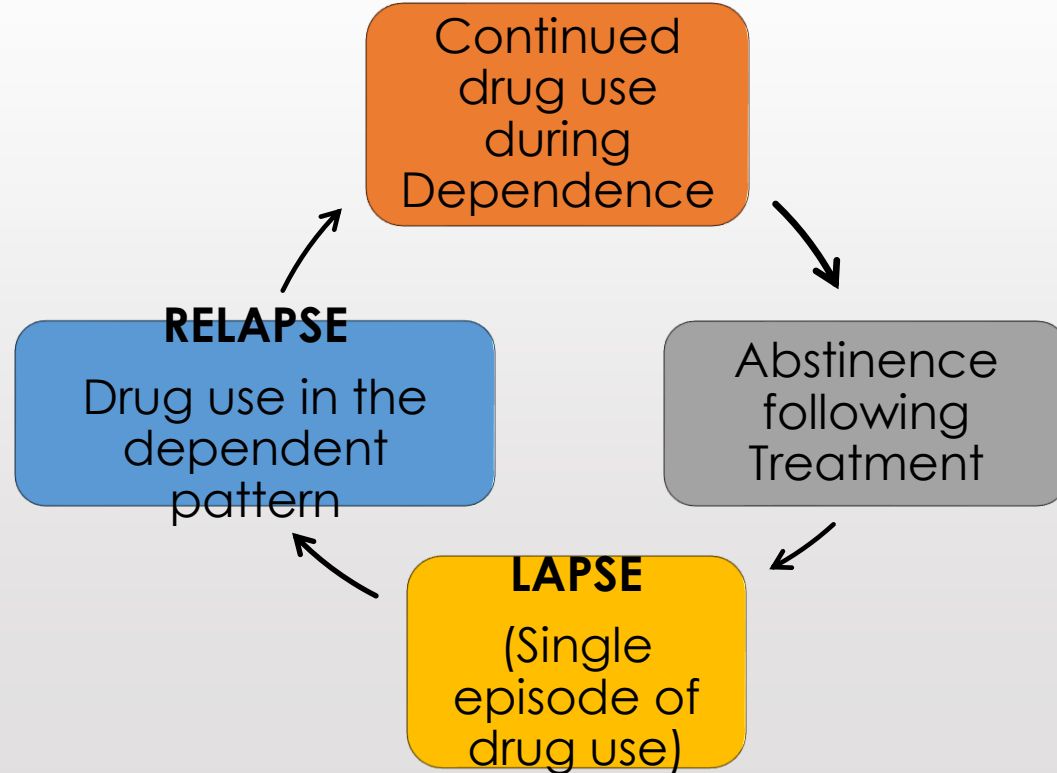 Continued
drug use
during
Dependence
RELAPSE
Drug use in the
dependent
pattern
Abstinence
following
Treatment
LAPSE
(Single
episode of
drug use)